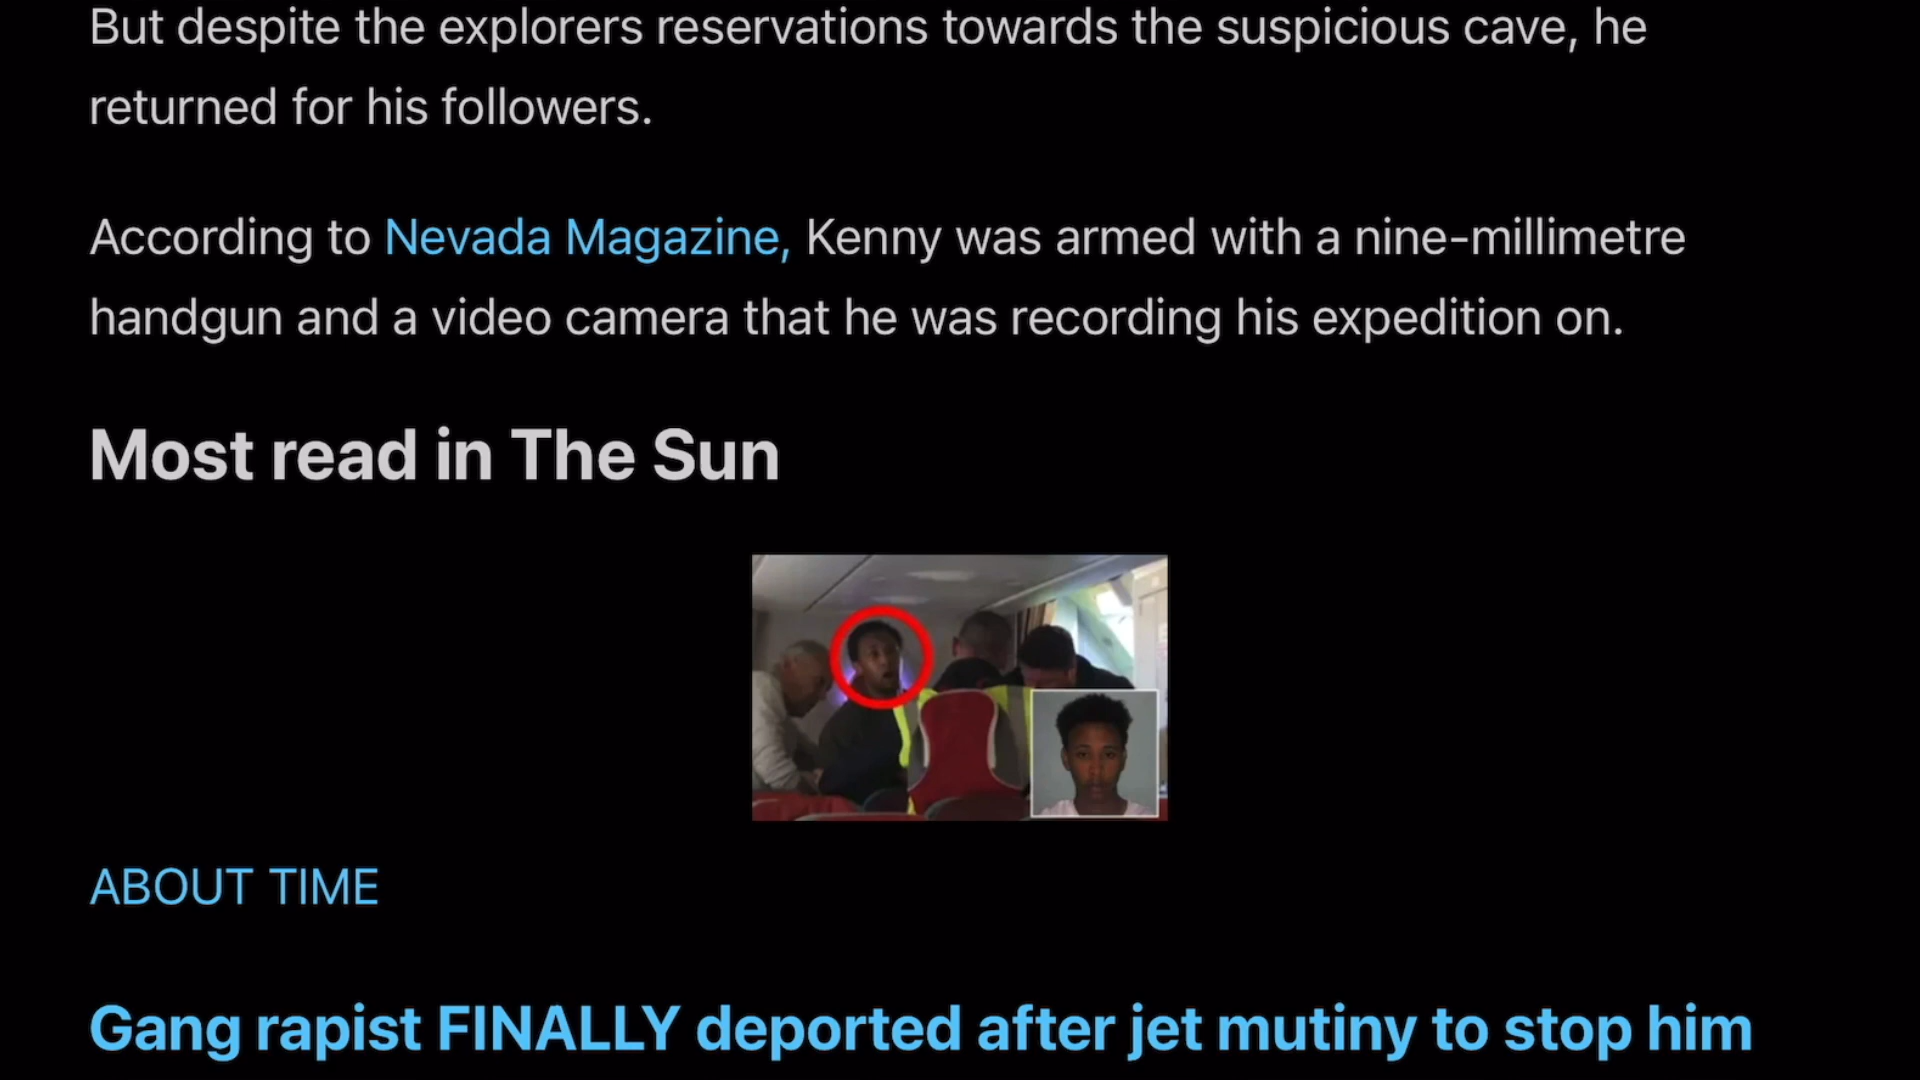 But despite the explorers reservations towards the suspicious cave, he
returned for his followers.
According to Nevada Magazine, Kenny was armed with a nine-millimetre
handgun and a video camera that he was recording his expedition on.
Most read in The Sun
ABOUT TIME
Gang rapist FINALLY deported after jet mutiny to stop him